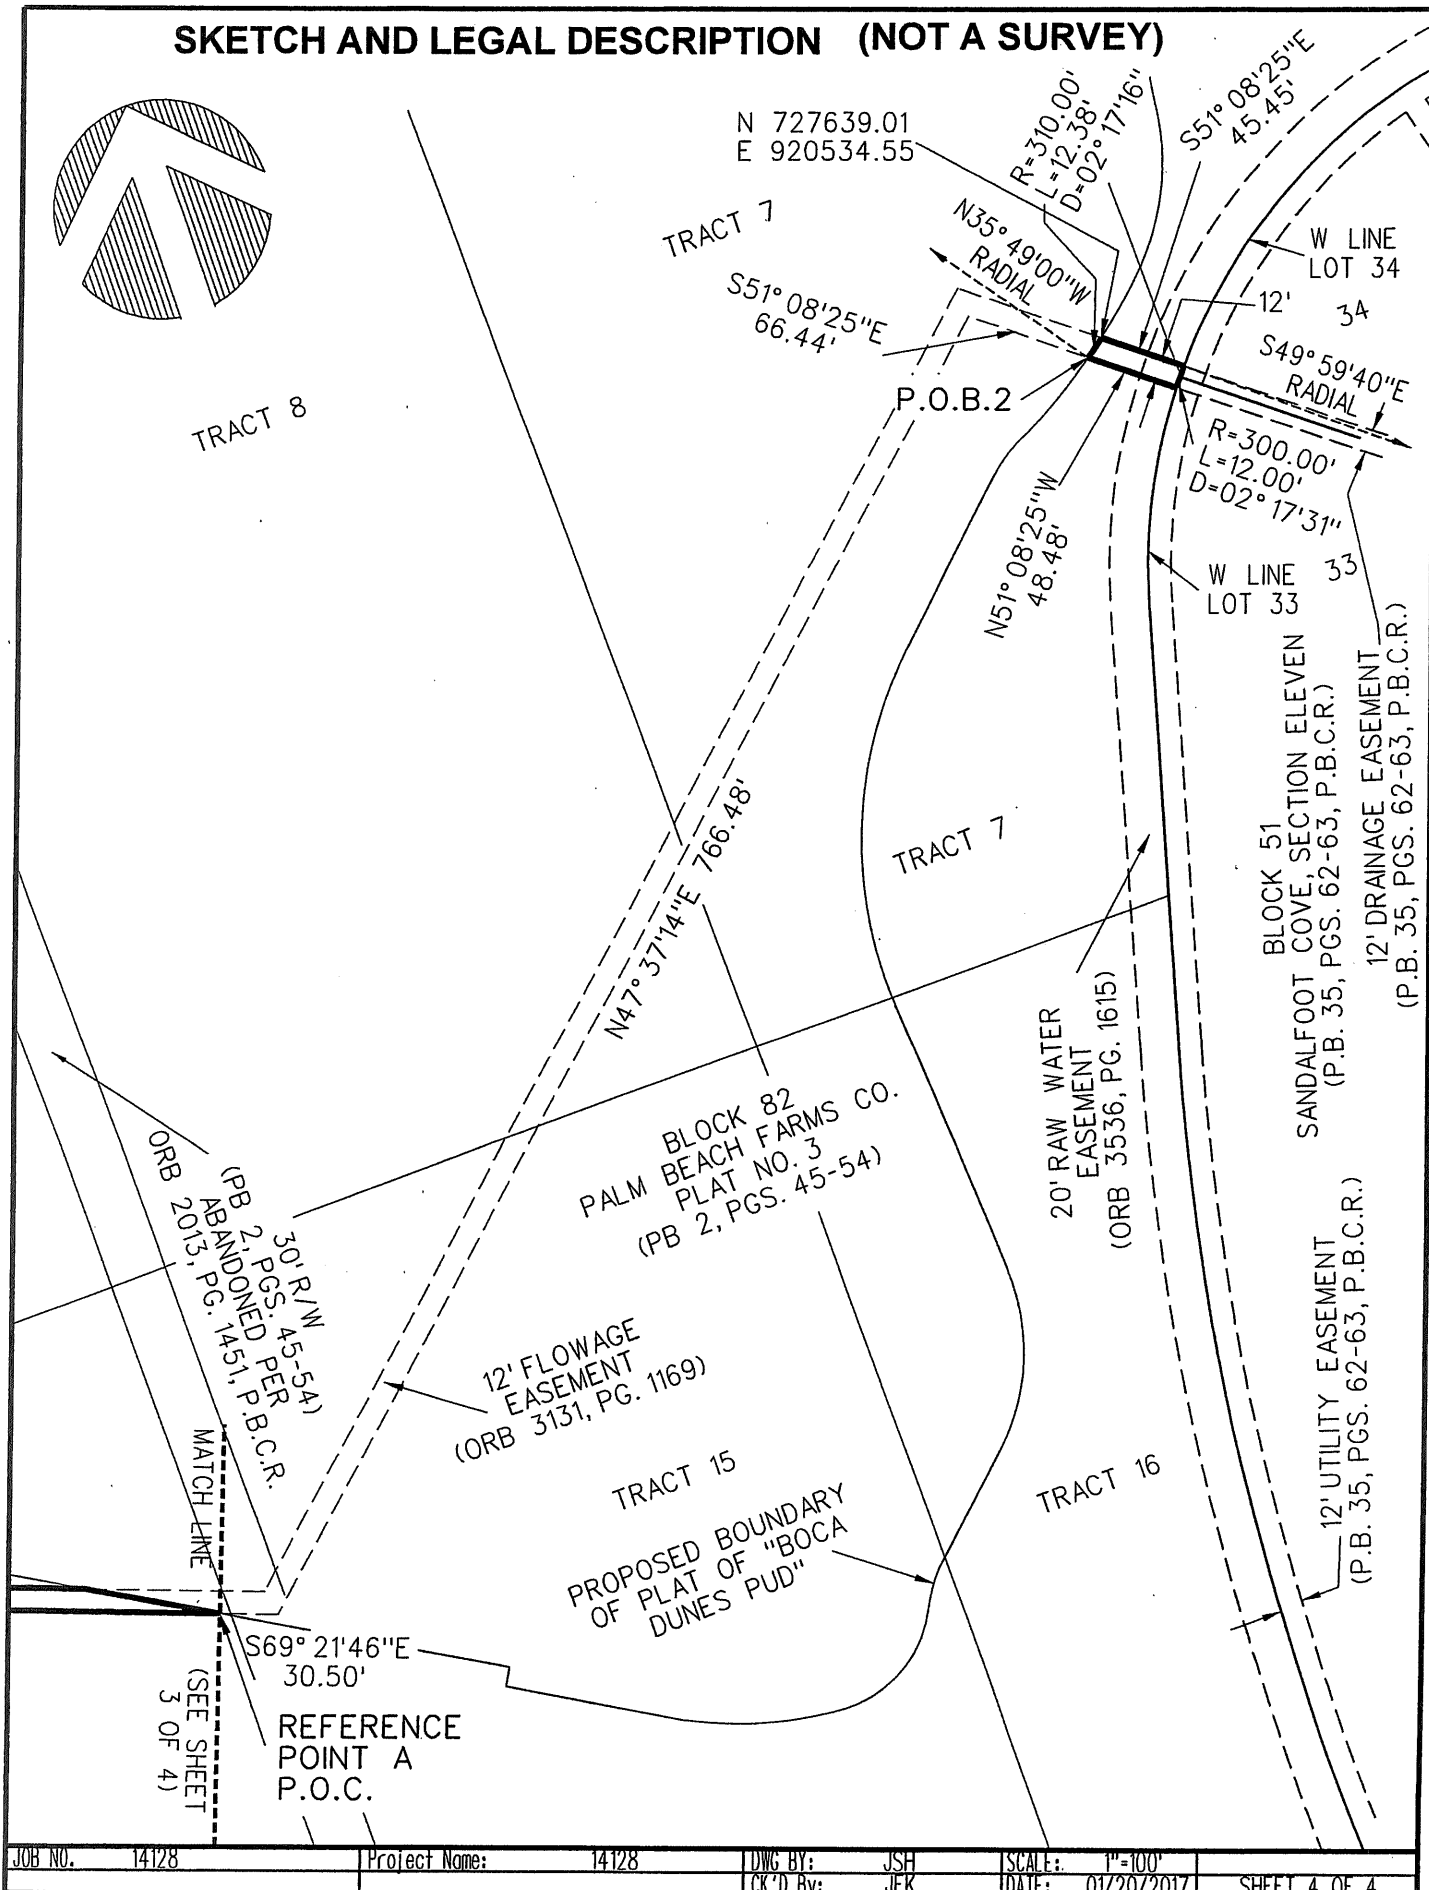 SKETCH AND LEGAL DESCRIPTION (NOT A SURVEY)
N 727639.01
E 920534.55
R=310.00'
L=12.38'
D=02°17'16"
S51°08'25"E
45.45'
TRACT 7
N35°49'00"W
RADIAL
W LINE
LOT 34
S51°08'25"E
66.44'
12'
34
S49°59'40"E
RADIAL
P.O.B.2
TRACT 8
R=300.00'
L=12.00'
D=02°17'31"
N51°08'25"W
48.48'
W LINE
LOT 33
33
BLOCK 51
SANDALFOOT COVE, SECTION ELEVEN
(P.B. 35, PGS. 62-63, P.B.C.R.)
12' DRAINAGE EASEMENT
(P.B. 35, PGS. 62-63, P.B.C.R.)
N47°37'14"E 766.48'
TRACT 7
20' RAW WATER
EASEMENT
(ORB 3536, PG. 1615)
BLOCK 82
PALM BEACH FARMS CO.
PLAT NO. 3
(PB 2, PGS. 45-54)
30' R/W
(PB 2, PGS. 45-54)
ABANDONED PER
ORB 2013, PG. 1451, P.B.C.R.
12' UTILITY EASEMENT
(P.B. 35, PGS. 62-63, P.B.C.R.)
12' FLOWAGE
EASEMENT
(ORB 3131, PG. 1169)
MATCH LINE
TRACT 15
TRACT 16
PROPOSED BOUNDARY
OF PLAT OF "BOCA
DUNES PUD"
S69°21'46"E
30.50'
(SEE SHEET
3 OF 4)
REFERENCE
POINT A
P.O.C.
JOB NO. 14128 Project Name: 14128 DWG BY: JSH SCALE: 1"=100'
CK'D By: JEK DATE: 01/20/2017 SHEET 4 OF 4